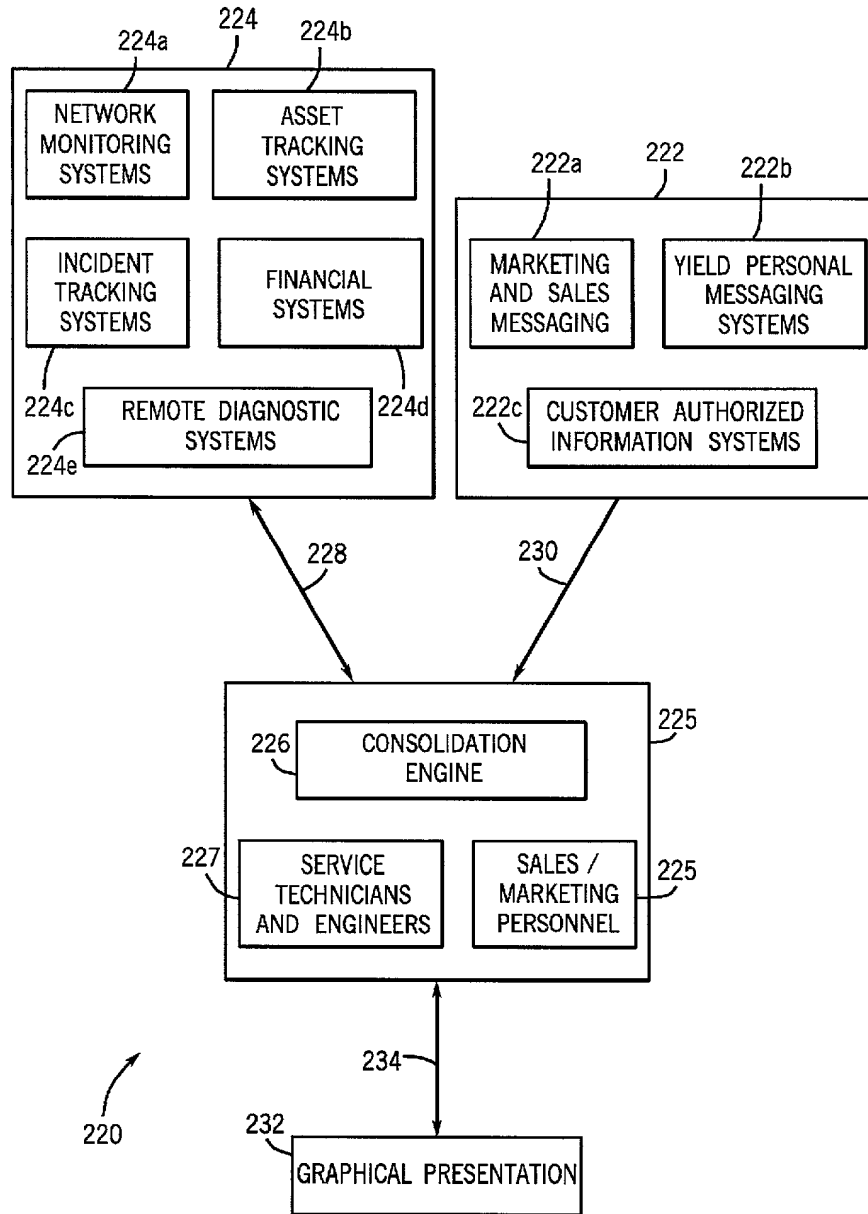 224a
224
224b
NETWORK
MONITORING
SYSTEMS
ASSET
TRACKING
SYSTEMS
INCIDENT
TRACKING
SYSTEMS
FINANCIAL
SYSTEMS
224c
224d
REMOTE DIAGNOSTIC
SYSTEMS
224e
222a
222
222b
MARKETING
AND SALES
MESSAGING
YIELD PERSONAL
MESSAGING
SYSTEMS
222c
CUSTOMER AUTHORIZED
INFORMATION SYSTEMS
228
230
225
226
CONSOLIDATION
ENGINE
227
SERVICE
TECHNICIANS
AND ENGINEERS
SALES /
MARKETING
PERSONNEL
225
234
220
232
GRAPHICAL PRESENTATION